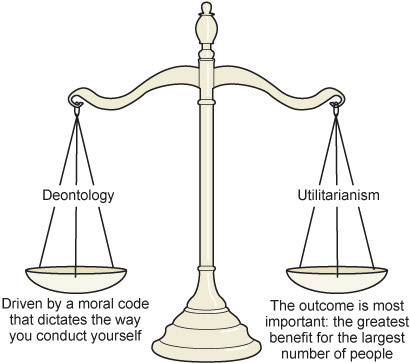 Deontology
Driven by a moral code
that dictates the way
you conduct yourself
Utilitarianism
The outcome is most
important: the greatest
benefit for the largest
number of people